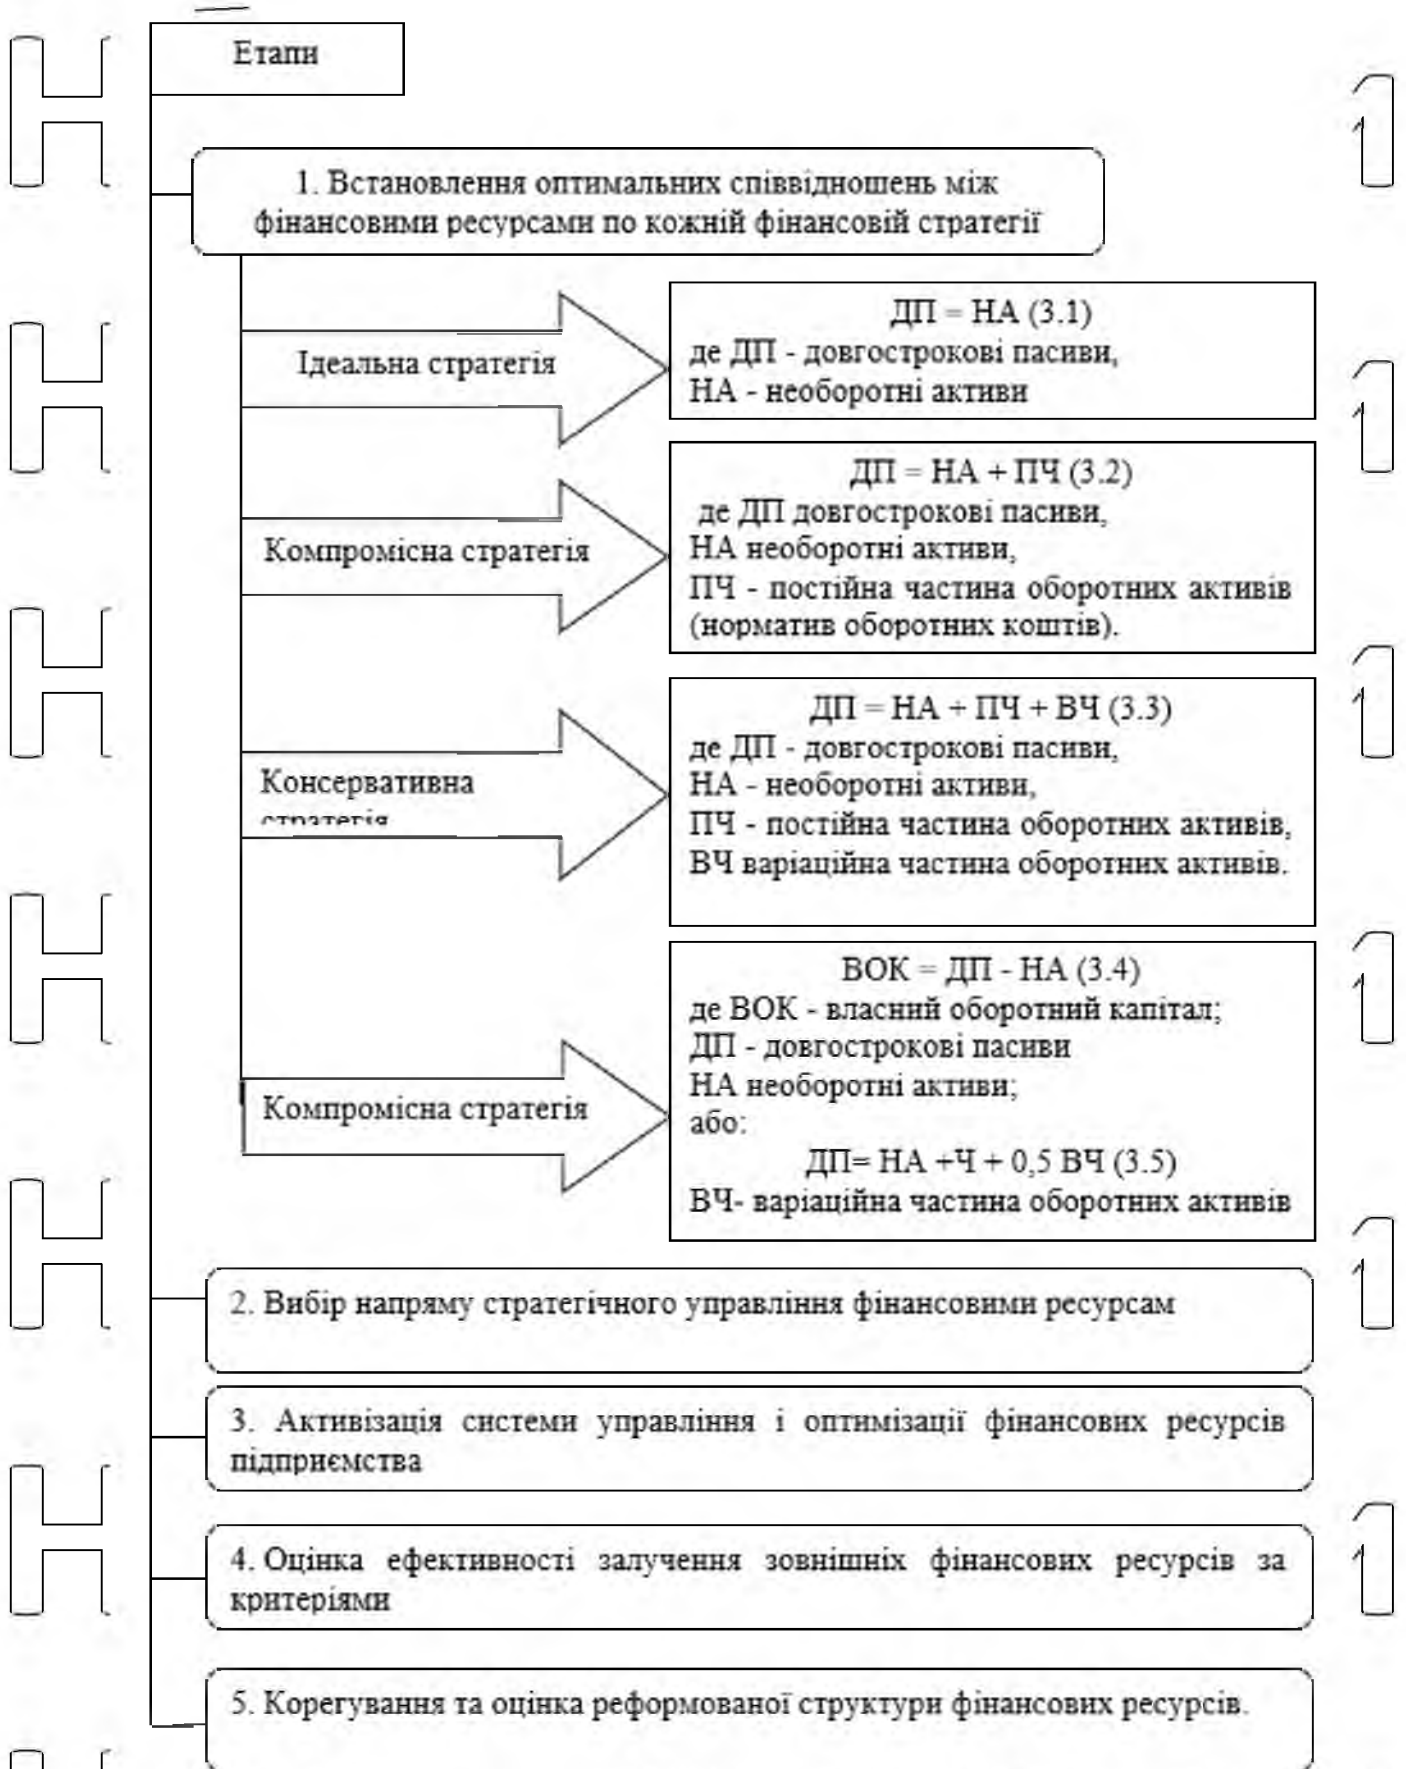 Етапи
1. Встановлення оптимальних співвідношень між
фінансовими ресурсами по кожній фінансовій стратегії
Ідеальна стратегія
ДП = НА (3.1)
де ДП - довгострокові пасиви,
НА - необоротні активи
Компромісна стратегія
ДП = НА + ПЧ (3.2)
де ДП довгострокові пасиви,
НА необоротні активи,
ПЧ - постійна частина оборотних активів
(норматив оборотних коштів).
Консервативна
стратегія
ДП = НА + ПЧ + ВЧ (3.3)
де ДП - довгострокові пасиви,
НА - необоротні активи,
ПЧ - постійна частина оборотних активів,
ВЧ варіаційна частина оборотних активів.
Компромісна стратегія
ВОК = ДП - НА (3.4)
де ВОК - власний оборотний капітал;
ДП - довгострокові пасиви
НА необоротні активи;
або:
ДП= НА +Ч + 0,5 ВЧ (3.5)
ВЧ- варіаційна частина оборотних активів
2. Вибір напряму стратегічного управління фінансовими ресурсам
3. Активізація системи управління і оптимізації фінансових ресурсів
підприємства
4. Оцінка ефективності залучення зовнішніх фінансових ресурсів за
критеріями
5. Корегування та оцінка реформованої структури фінансових ресурсів.